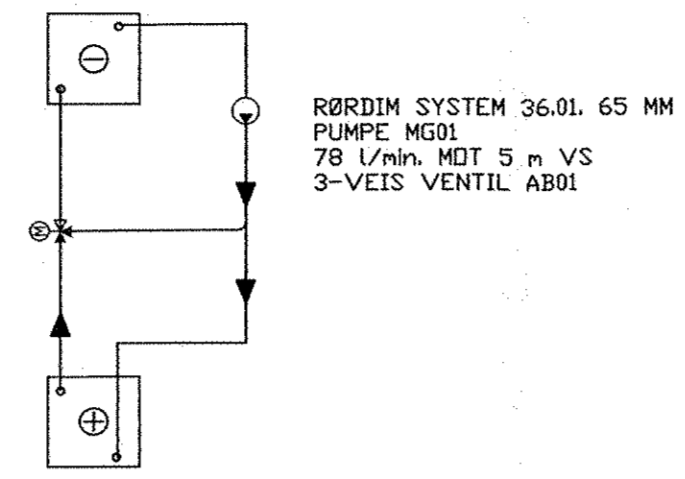 RØRDIM SYSTEM 36.01. 65 MM
PUMPE MG01
78 l/min. MOT 5 m VS
3-VEIS VENTIL AB01
M